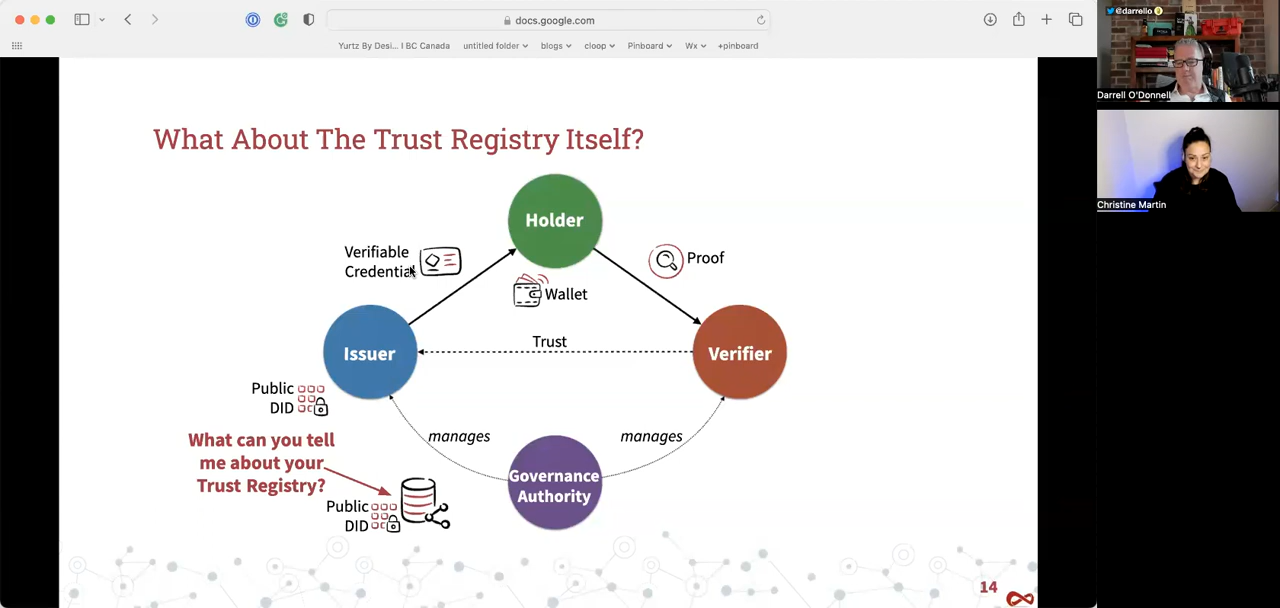 docs.google.com
Yurtz By Desi... | BC Canada
untitled folder
blogs
cloop
Pinboard
Wx
+pinboard
@darrello
Darrell O'Donnell
Christine Martin
What About The Trust Registry Itself?
Holder
Verifiable
Credential
Proof
Wallet
Trust
Issuer
Verifier
Public
DID
manages
manages
What can you tell
me about your
Trust Registry?
Governance
Authority
Public
DID
14